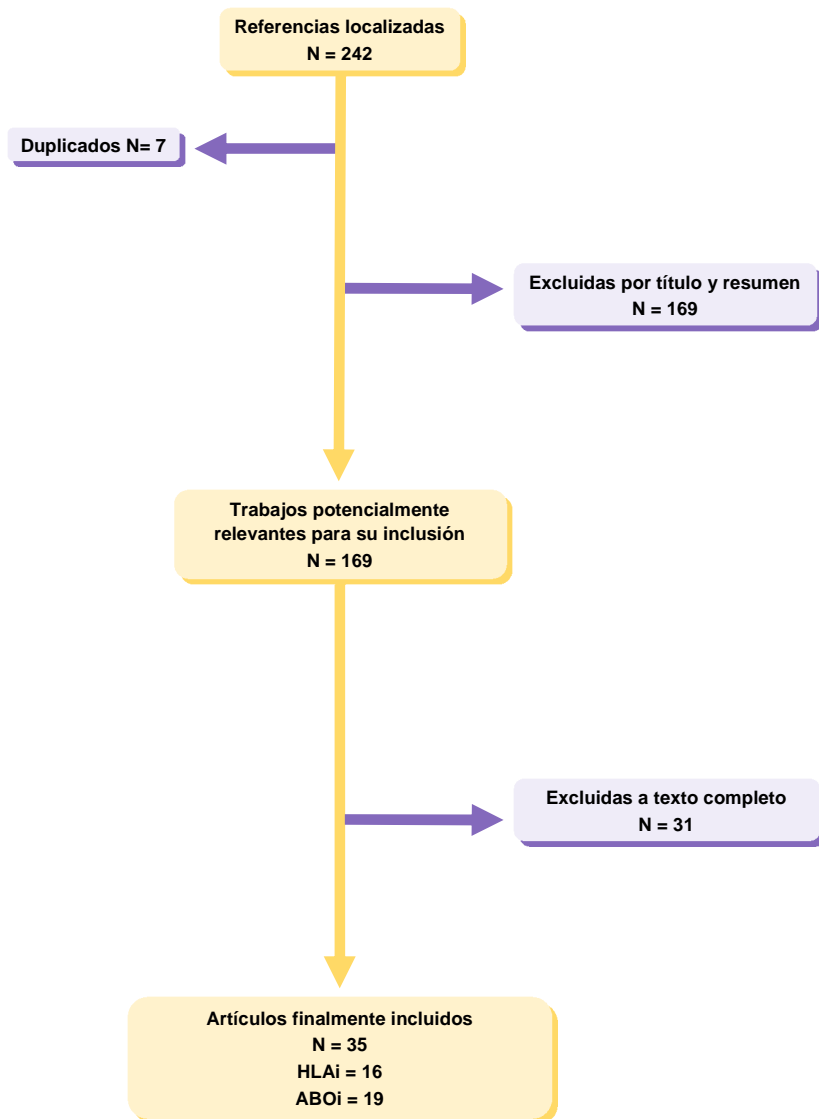 Referencias localizadas
N = 242
Duplicados N= 7
Excluidas por título y resumen
N = 169
Trabajos potencialmente
relevantes para su inclusión
N = 169
Excluidas a texto completo
N = 31
Artículos finalmente incluidos
N = 35
HLAi = 16
ABOi = 19